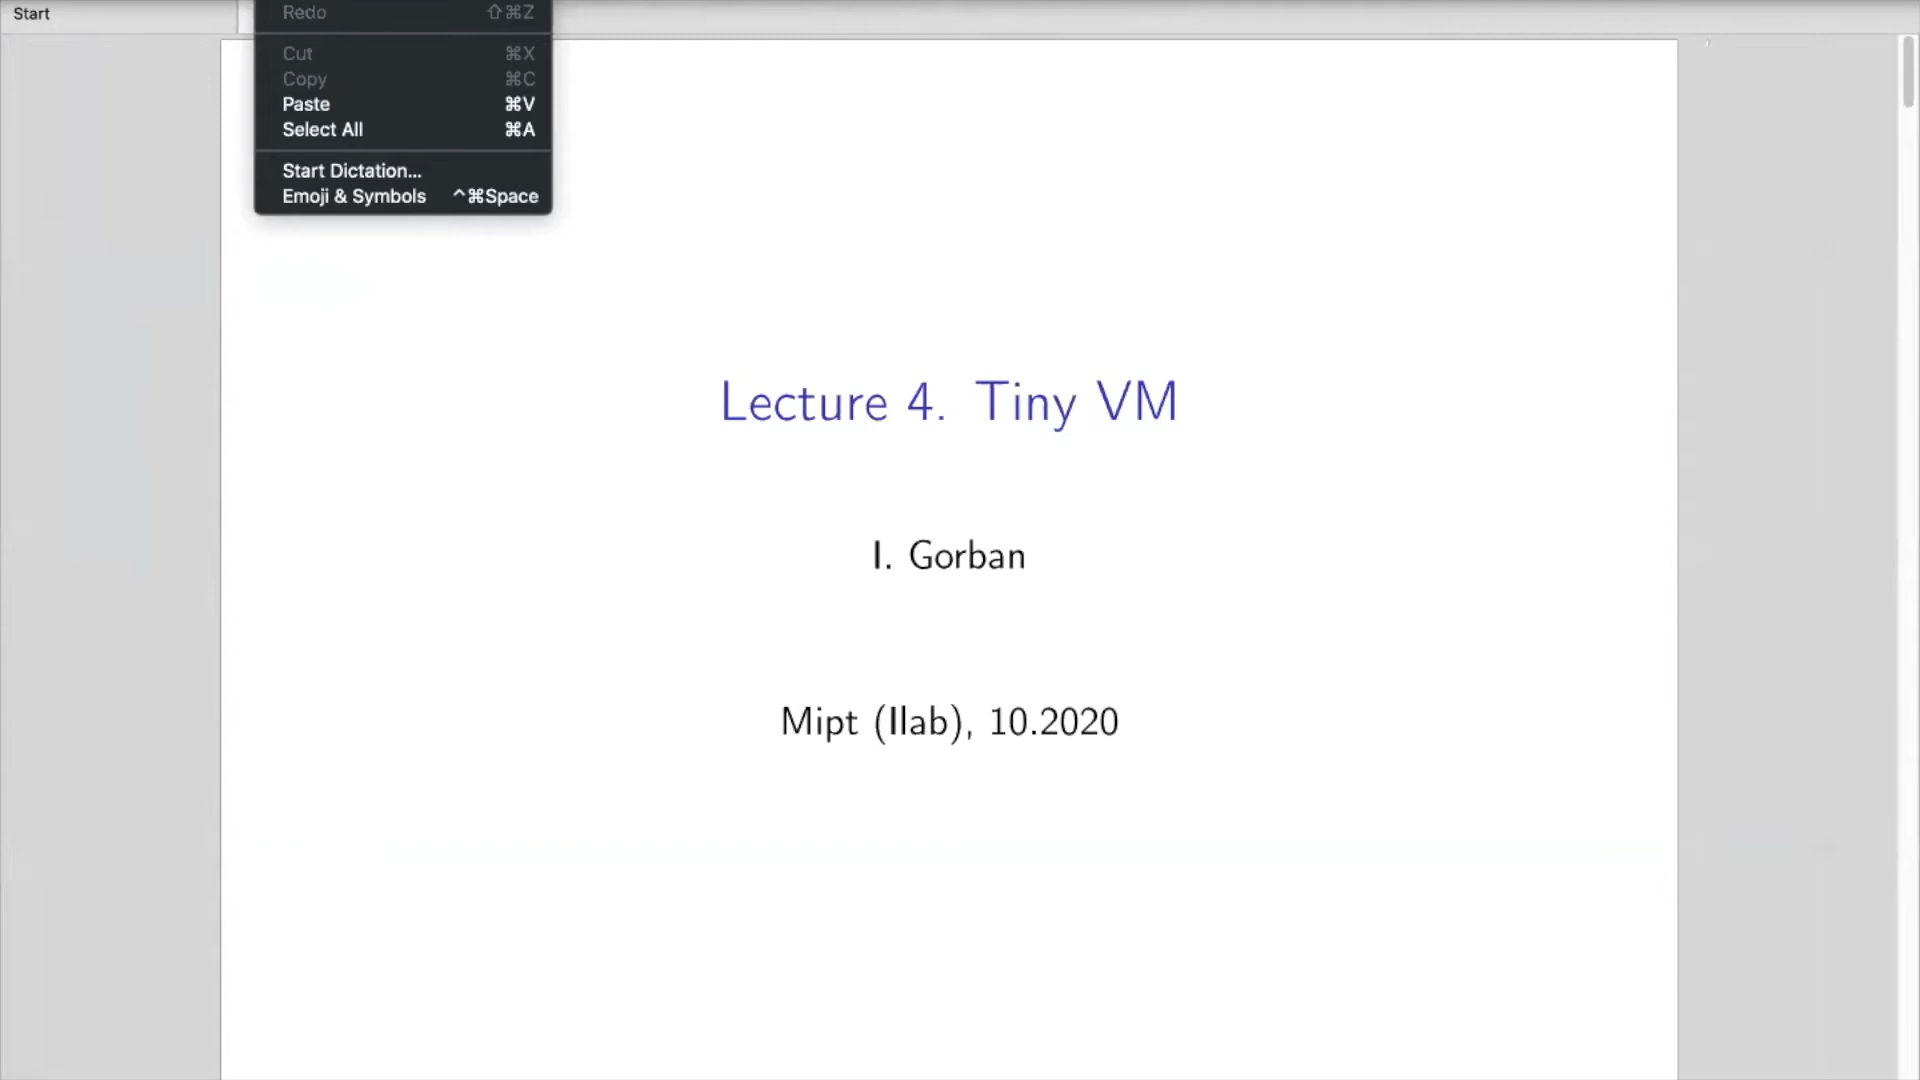 Start
Redo ⇧⌘Z
Cut ⌘X
Copy ⌘C
Paste ⌘V
Select All ⌘A
Start Dictation...
Emoji & Symbols ^⌘Space
Lecture 4. Tiny VM
I. Gorban
Mipt (Ilab), 10.2020